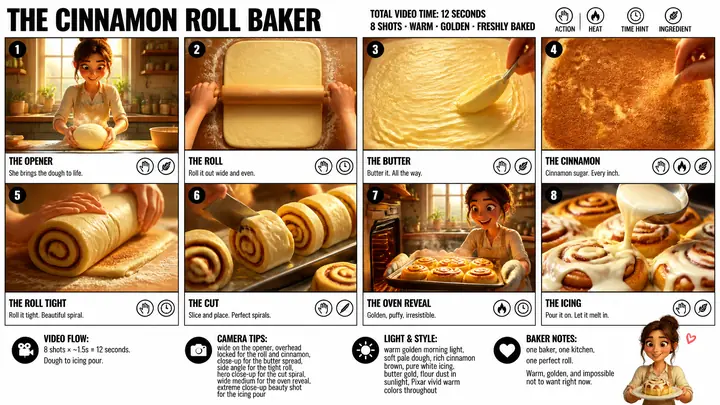 THE CINNAMON ROLL BAKER
TOTAL VIDEO TIME: 12 SECONDS
8 SHOTS · WARM · GOLDEN · FRESHLY BAKED
ACTION
HEAT
TIME HINT
INGREDIENT
1
2
3
4
THE OPENER
She brings the dough to life.
THE ROLL
Roll it out wide and even.
THE BUTTER
Butter it. All the way.
THE CINNAMON
Cinnamon sugar. Every inch.
5
6
7
8
THE ROLL TIGHT
Roll it tight. Beautiful spiral.
THE CUT
Slice and place. Perfect spirals.
THE OVEN REVEAL
Golden, puffy, irresistible.
THE ICING
Pour it on. Let it melt in.
VIDEO FLOW:
8 shots × ~1.5s = 12 seconds.
Dough to icing pour.
CAMERA TIPS:
wide on the opener, overhead
locked for the roll and cinnamon,
close-up for the butter spread,
side angle for the tight roll,
hero close-up for the cut spiral,
wide medium for the oven reveal,
extreme close-up beauty shot
for the icing pour
LIGHT & STYLE:
warm golden morning light,
soft pale dough, rich cinnamon
brown, pure white icing,
butter gold, flour dust in
sunlight, Pixar vivid warm
colors throughout
BAKER NOTES:
one baker, one kitchen,
one perfect roll.
Warm, golden, and impossible
not to want right now.